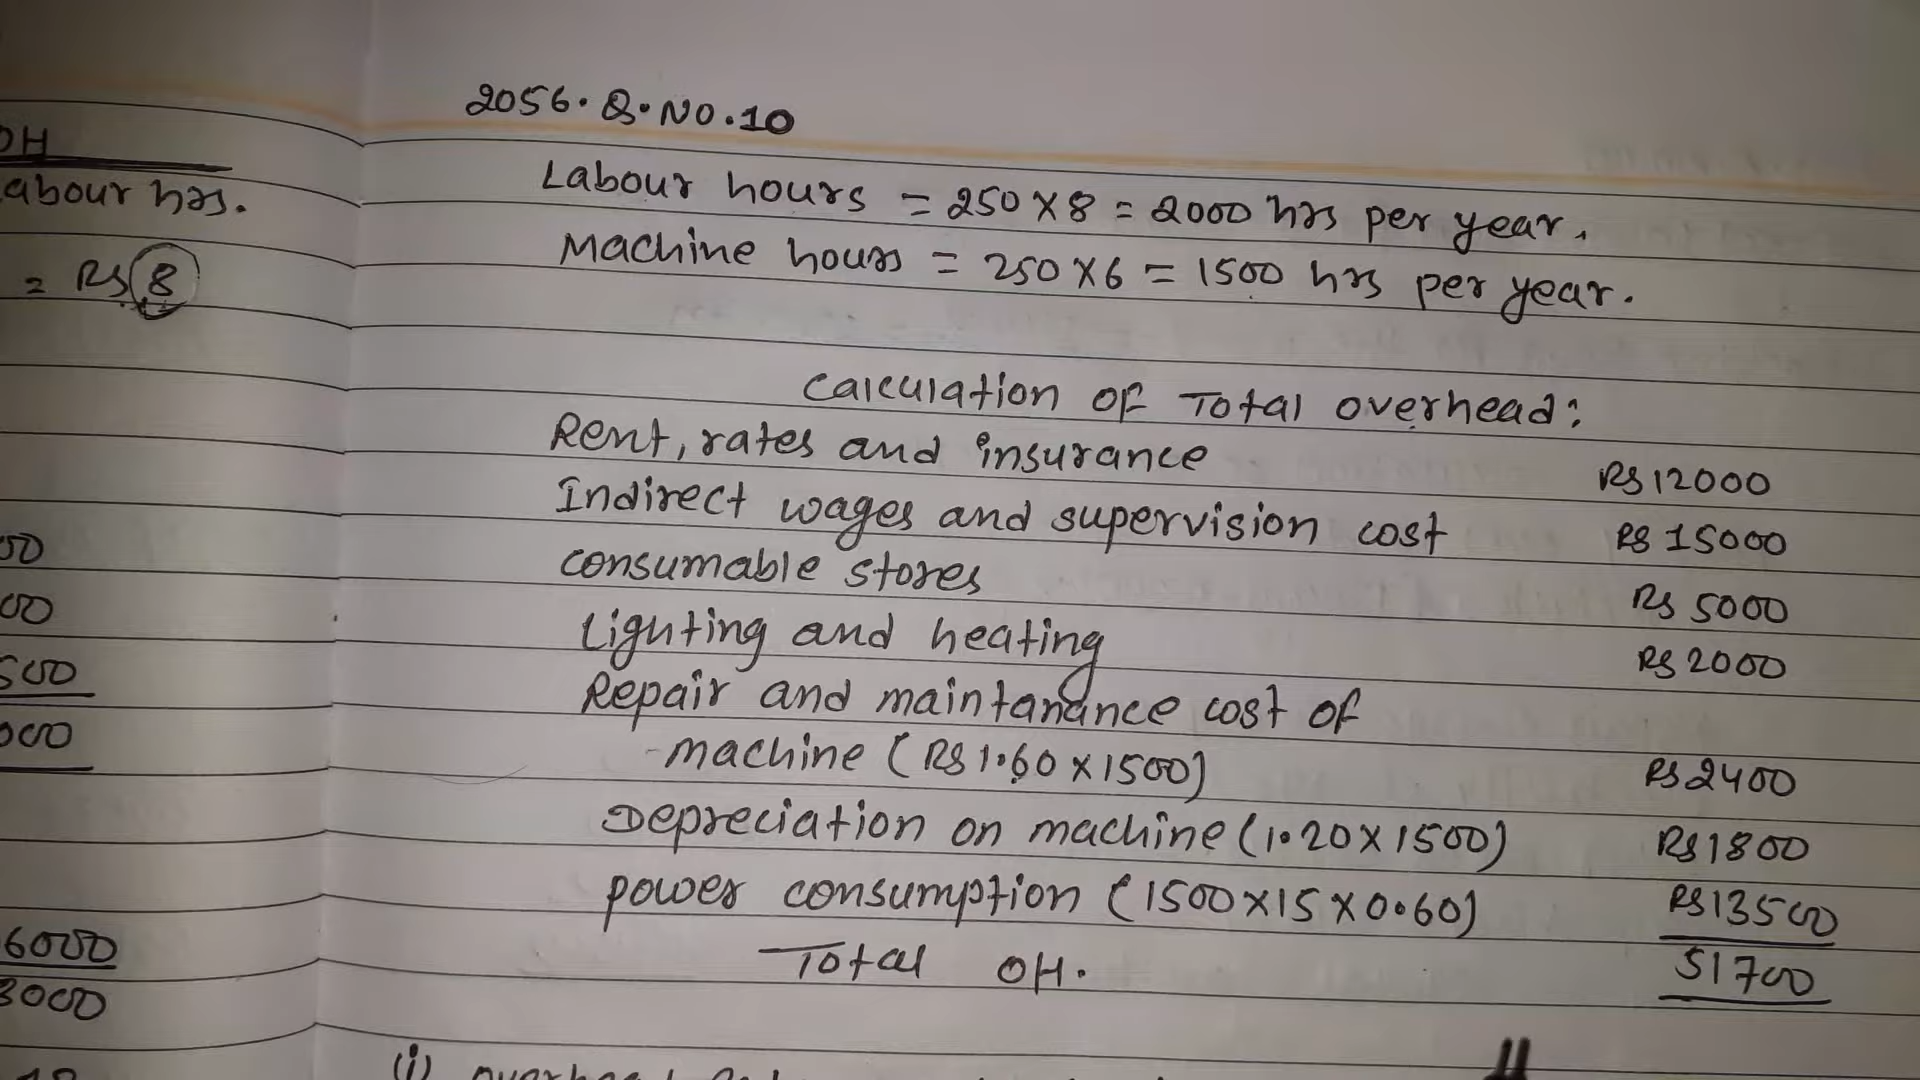 OH
abour hrs.
= Rs 8
50
00
500
000
6000
3000
2056. Q. NO. 10
Labour hours = 250 X 8 = 2000 hrs per year.
Machine hours = 250 X 6 = 1500 hrs per year.
Calculation of Total overhead:
Rent, rates and insurance Rs 12000
Indirect wages and supervision cost Rs 15000
consumable stores Rs 5000
Lighting and heating Rs 2000
Repair and maintanance cost of
machine (Rs 1.60 X 1500) Rs 2400
Depreciation on machine (1.20 X 1500) Rs 1800
power consumption (1500 X 15 X 0.60) Rs 13500
Total OH. 51700
(i)